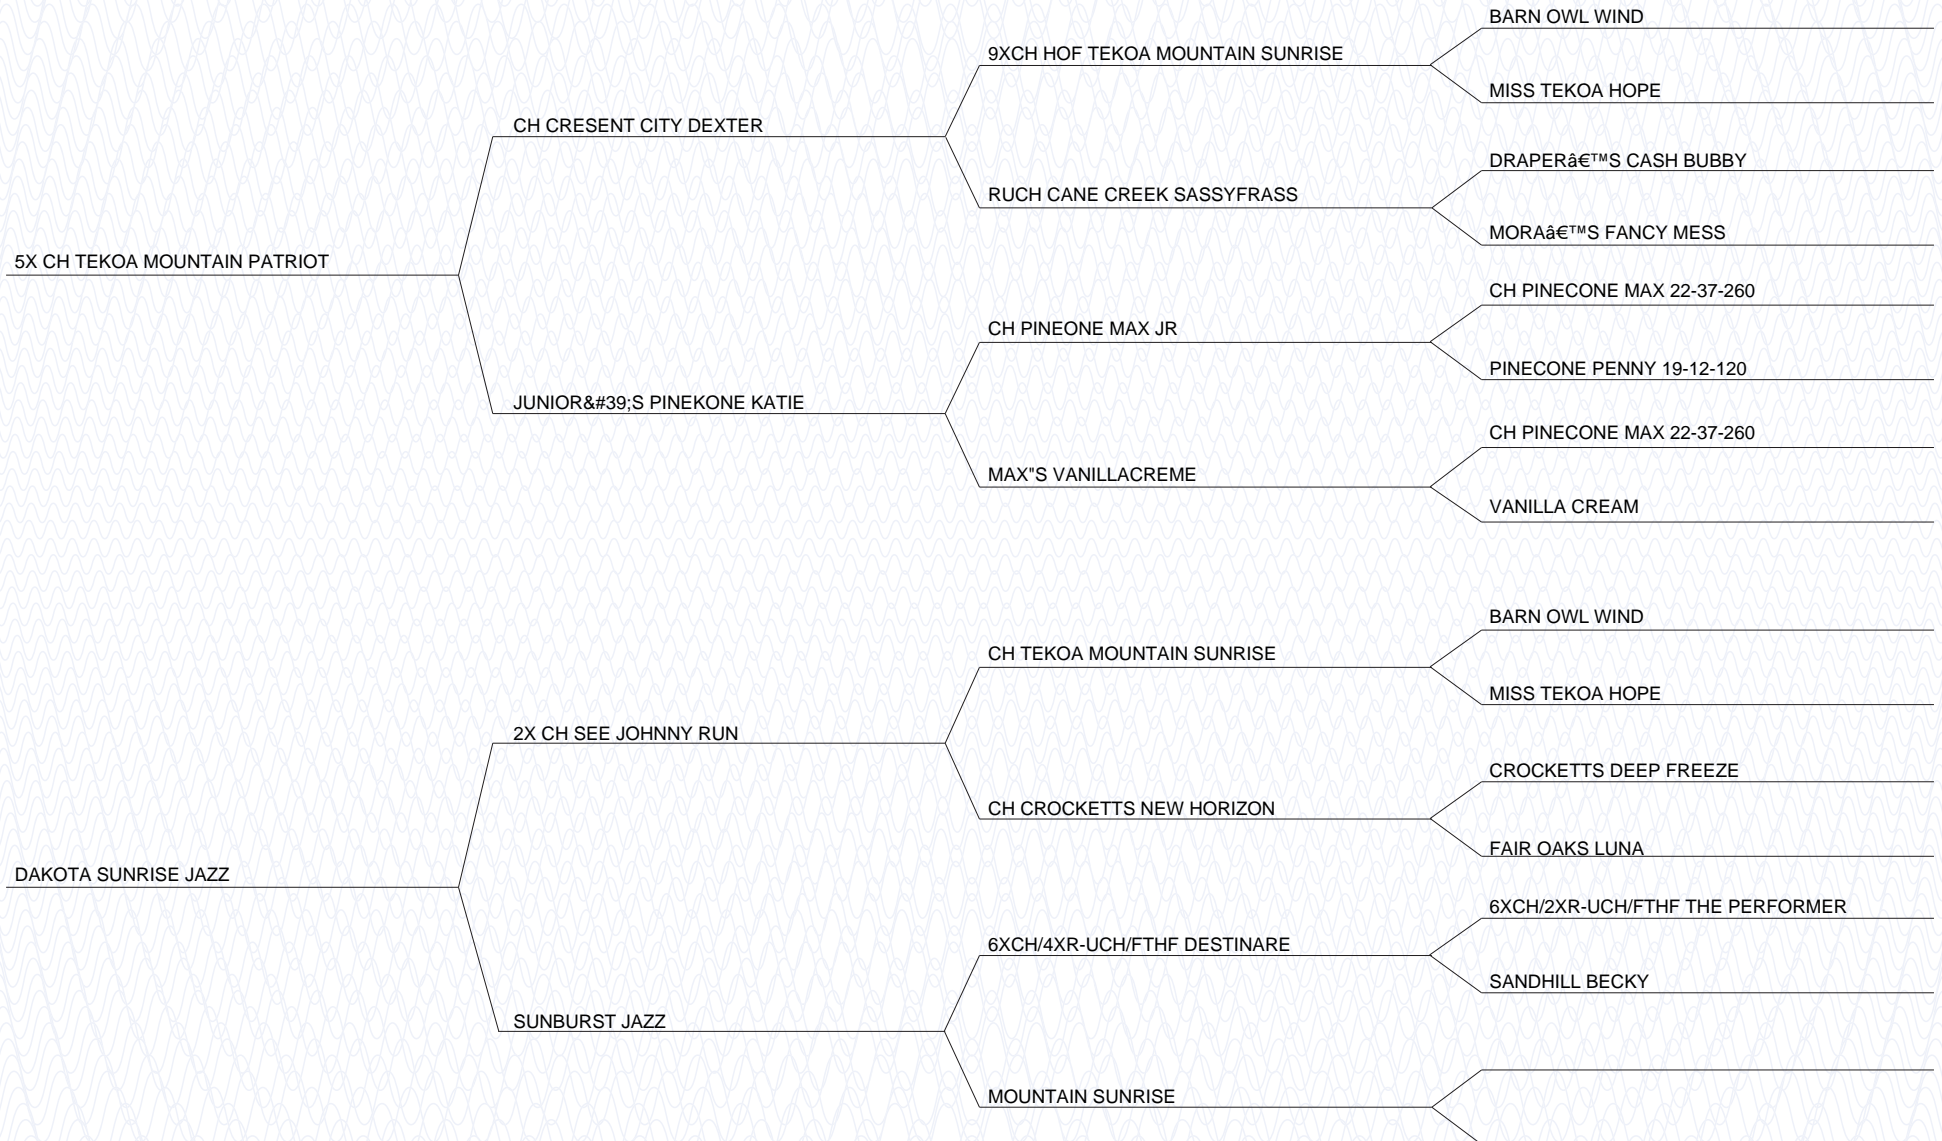 BARN OWL WIND
9XCH HOF TEKOA MOUNTAIN SUNRISE
MISS TEKOA HOPE
CH CRESENT CITY DEXTER
DRAPERâ€™S CASH BUBBY
RUCH CANE CREEK SASSYFRASS
MORAâ€™S FANCY MESS
5X CH TEKOA MOUNTAIN PATRIOT
CH PINECONE MAX 22-37-260
CH PINEONE MAX JR
PINECONE PENNY 19-12-120
JUNIOR&#39;S PINEKONE KATIE
CH PINECONE MAX 22-37-260
MAX"S VANILLACREME
VANILLA CREAM
BARN OWL WIND
CH TEKOA MOUNTAIN SUNRISE
MISS TEKOA HOPE
2X CH SEE JOHNNY RUN
CROCKETTS DEEP FREEZE
CH CROCKETTS NEW HORIZON
FAIR OAKS LUNA
DAKOTA SUNRISE JAZZ
6XCH/2XR-UCH/FTHF THE PERFORMER
6XCH/4XR-UCH/FTHF DESTINARE
SANDHILL BECKY
SUNBURST JAZZ
MOUNTAIN SUNRISE